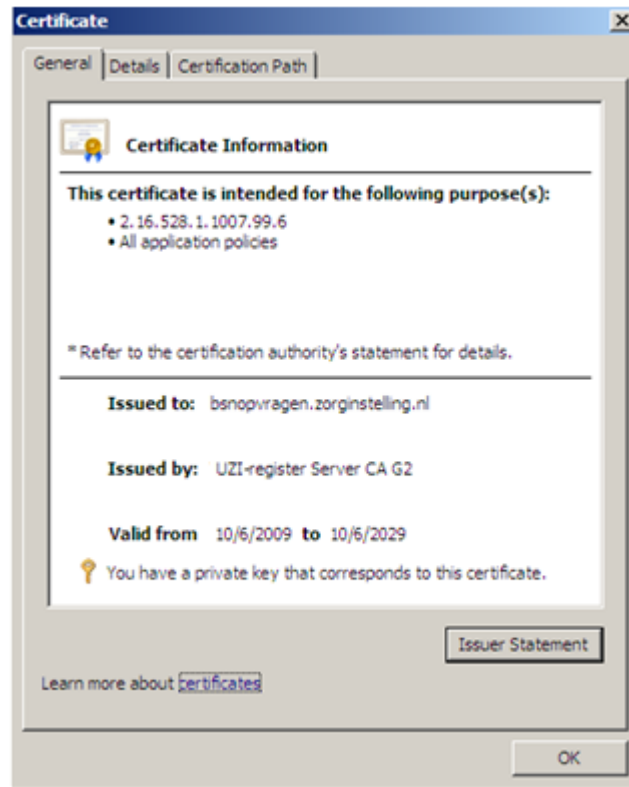 Certificate
General Details Certification Path
Certificate Information
This certificate is intended for the following purpose(s):
• 2.16.528.1.1007.99.6
• All application policies
* Refer to the certification authority's statement for details.
Issued to: bsnopvragen.zorginstelling.nl
Issued by: UZI-register Server CA G2
Valid from 10/6/2009 to 10/6/2029
You have a private key that corresponds to this certificate.
Issuer Statement
Learn more about certificates
OK